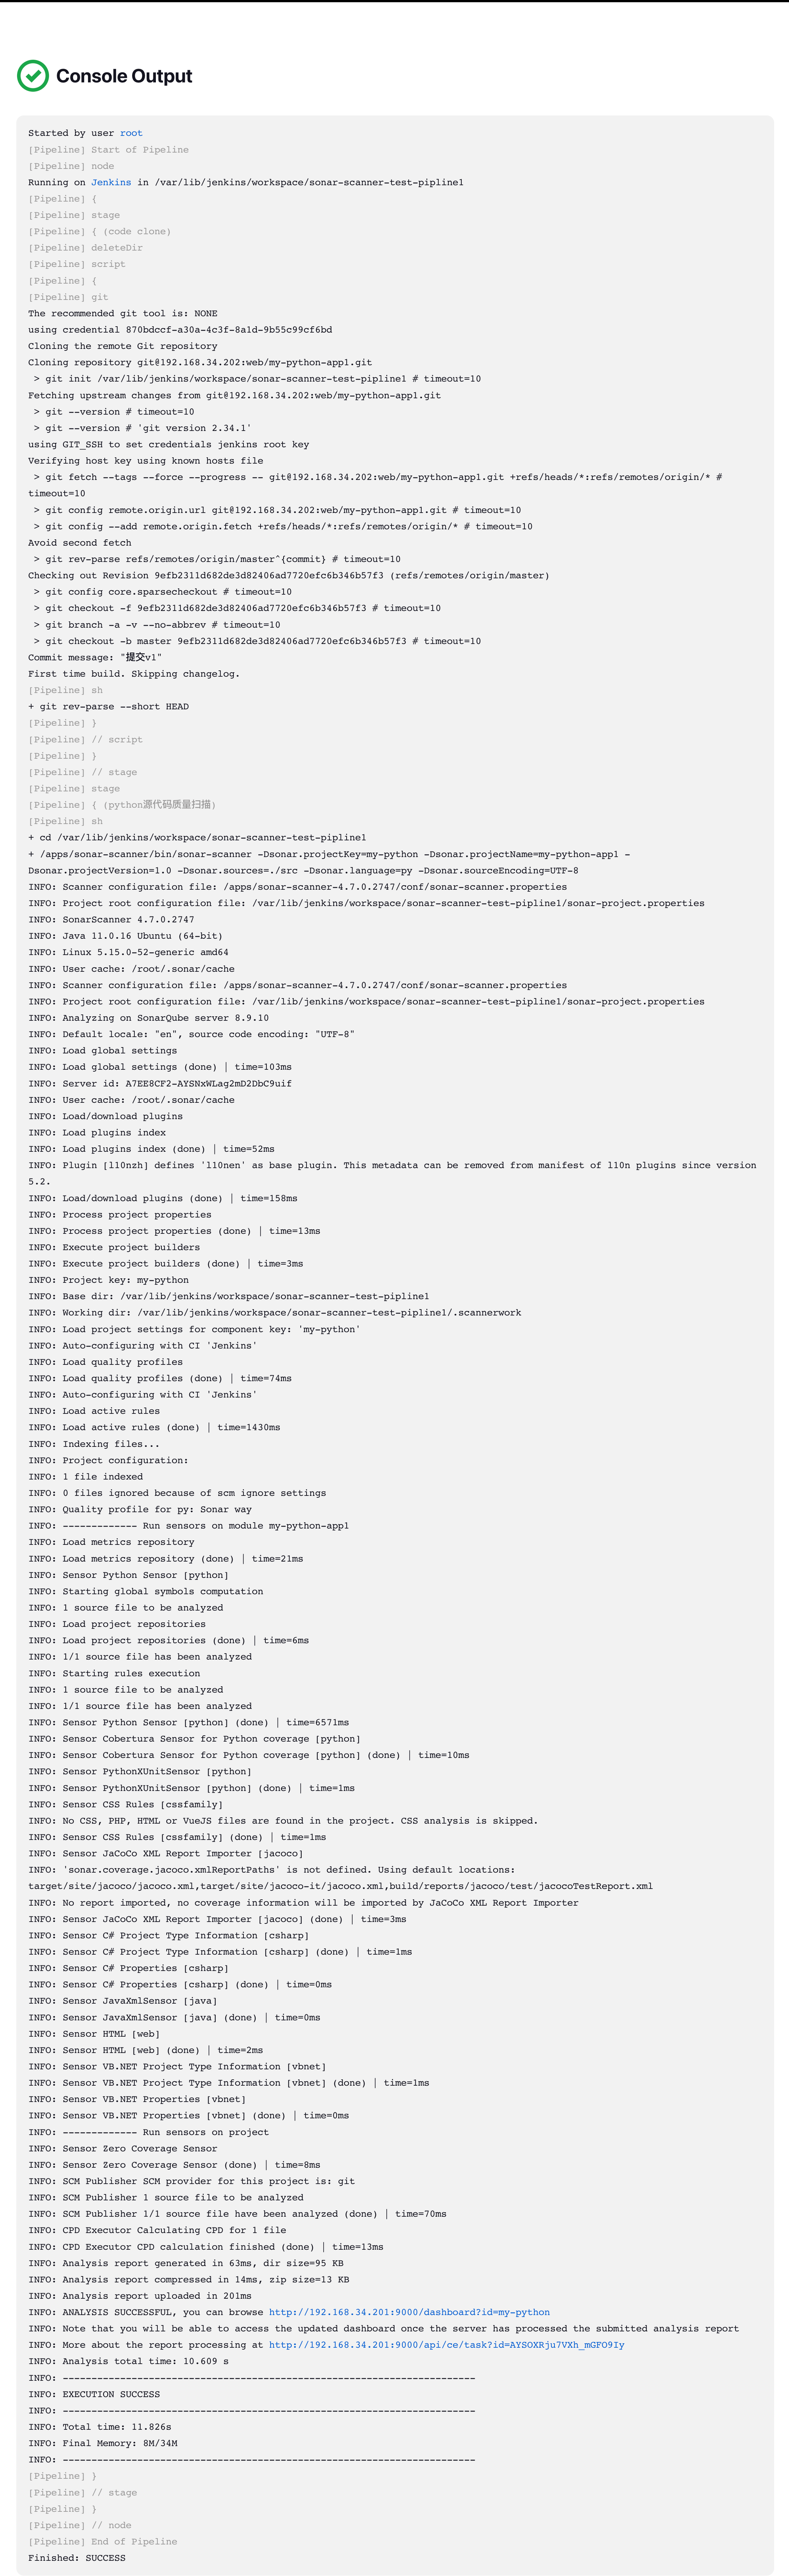 Console Output
Started by user root
[Pipeline] Start of Pipeline
[Pipeline] node
Running on Jenkins in /var/lib/jenkins/workspace/sonar-scanner-test-pipline1
[Pipeline] {
[Pipeline] stage
[Pipeline] { (code clone)
[Pipeline] deleteDir
[Pipeline] script
[Pipeline] {
[Pipeline] git
The recommended git tool is: NONE
using credential 870bdccf-a30a-4c3f-8a1d-9b55c99cf6bd
Cloning the remote Git repository
Cloning repository git@192.168.34.202:web/my-python-app1.git
 > git init /var/lib/jenkins/workspace/sonar-scanner-test-pipline1 # timeout=10
Fetching upstream changes from git@192.168.34.202:web/my-python-app1.git
 > git --version # timeout=10
 > git --version # 'git version 2.34.1'
using GIT_SSH to set credentials jenkins root key
Verifying host key using known hosts file
 > git fetch --tags --force --progress -- git@192.168.34.202:web/my-python-app1.git +refs/heads/*:refs/remotes/origin/* #
timeout=10
 > git config remote.origin.url git@192.168.34.202:web/my-python-app1.git # timeout=10
 > git config --add remote.origin.fetch +refs/heads/*:refs/remotes/origin/* # timeout=10
Avoid second fetch
 > git rev-parse refs/remotes/origin/master^{commit} # timeout=10
Checking out Revision 9efb2311d682de3d82406ad7720efc6b346b57f3 (refs/remotes/origin/master)
 > git config core.sparsecheckout # timeout=10
 > git checkout -f 9efb2311d682de3d82406ad7720efc6b346b57f3 # timeout=10
 > git branch -a -v --no-abbrev # timeout=10
 > git checkout -b master 9efb2311d682de3d82406ad7720efc6b346b57f3 # timeout=10
Commit message: "提交v1"
First time build. Skipping changelog.
[Pipeline] sh
+ git rev-parse --short HEAD
[Pipeline] }
[Pipeline] // script
[Pipeline] }
[Pipeline] // stage
[Pipeline] stage
[Pipeline] { (python源代码质量扫描)
[Pipeline] sh
+ cd /var/lib/jenkins/workspace/sonar-scanner-test-pipline1
+ /apps/sonar-scanner/bin/sonar-scanner -Dsonar.projectKey=my-python -Dsonar.projectName=my-python-app1 -
Dsonar.projectVersion=1.0 -Dsonar.sources=./src -Dsonar.language=py -Dsonar.sourceEncoding=UTF-8
INFO: Scanner configuration file: /apps/sonar-scanner-4.7.0.2747/conf/sonar-scanner.properties
INFO: Project root configuration file: /var/lib/jenkins/workspace/sonar-scanner-test-pipline1/sonar-project.properties
INFO: SonarScanner 4.7.0.2747
INFO: Java 11.0.16 Ubuntu (64-bit)
INFO: Linux 5.15.0-52-generic amd64
INFO: User cache: /root/.sonar/cache
INFO: Scanner configuration file: /apps/sonar-scanner-4.7.0.2747/conf/sonar-scanner.properties
INFO: Project root configuration file: /var/lib/jenkins/workspace/sonar-scanner-test-pipline1/sonar-project.properties
INFO: Analyzing on SonarQube server 8.9.10
INFO: Default locale: "en", source code encoding: "UTF-8"
INFO: Load global settings
INFO: Load global settings (done) | time=103ms
INFO: Server id: A7EE8CF2-AYSNxWLag2mD2DbC9uif
INFO: User cache: /root/.sonar/cache
INFO: Load/download plugins
INFO: Load plugins index
INFO: Load plugins index (done) | time=52ms
INFO: Plugin [l10nzh] defines 'l10nen' as base plugin. This metadata can be removed from manifest of l10n plugins since version
5.2.
INFO: Load/download plugins (done) | time=158ms
INFO: Process project properties
INFO: Process project properties (done) | time=13ms
INFO: Execute project builders
INFO: Execute project builders (done) | time=3ms
INFO: Project key: my-python
INFO: Base dir: /var/lib/jenkins/workspace/sonar-scanner-test-pipline1
INFO: Working dir: /var/lib/jenkins/workspace/sonar-scanner-test-pipline1/.scannerwork
INFO: Load project settings for component key: 'my-python'
INFO: Auto-configuring with CI 'Jenkins'
INFO: Load quality profiles
INFO: Load quality profiles (done) | time=74ms
INFO: Auto-configuring with CI 'Jenkins'
INFO: Load active rules
INFO: Load active rules (done) | time=1430ms
INFO: Indexing files...
INFO: Project configuration:
INFO: 1 file indexed
INFO: 0 files ignored because of scm ignore settings
INFO: Quality profile for py: Sonar way
INFO: ------------- Run sensors on module my-python-app1
INFO: Load metrics repository
INFO: Load metrics repository (done) | time=21ms
INFO: Sensor Python Sensor [python]
INFO: Starting global symbols computation
INFO: 1 source file to be analyzed
INFO: Load project repositories
INFO: Load project repositories (done) | time=6ms
INFO: 1/1 source file has been analyzed
INFO: Starting rules execution
INFO: 1 source file to be analyzed
INFO: 1/1 source file has been analyzed
INFO: Sensor Python Sensor [python] (done) | time=6571ms
INFO: Sensor Cobertura Sensor for Python coverage [python]
INFO: Sensor Cobertura Sensor for Python coverage [python] (done) | time=10ms
INFO: Sensor PythonXUnitSensor [python]
INFO: Sensor PythonXUnitSensor [python] (done) | time=1ms
INFO: Sensor CSS Rules [cssfamily]
INFO: No CSS, PHP, HTML or VueJS files are found in the project. CSS analysis is skipped.
INFO: Sensor CSS Rules [cssfamily] (done) | time=1ms
INFO: Sensor JaCoCo XML Report Importer [jacoco]
INFO: 'sonar.coverage.jacoco.xmlReportPaths' is not defined. Using default locations:
target/site/jacoco/jacoco.xml,target/site/jacoco-it/jacoco.xml,build/reports/jacoco/test/jacocoTestReport.xml
INFO: No report imported, no coverage information will be imported by JaCoCo XML Report Importer
INFO: Sensor JaCoCo XML Report Importer [jacoco] (done) | time=3ms
INFO: Sensor C# Project Type Information [csharp]
INFO: Sensor C# Project Type Information [csharp] (done) | time=1ms
INFO: Sensor C# Properties [csharp]
INFO: Sensor C# Properties [csharp] (done) | time=0ms
INFO: Sensor JavaXmlSensor [java]
INFO: Sensor JavaXmlSensor [java] (done) | time=0ms
INFO: Sensor HTML [web]
INFO: Sensor HTML [web] (done) | time=2ms
INFO: Sensor VB.NET Project Type Information [vbnet]
INFO: Sensor VB.NET Project Type Information [vbnet] (done) | time=1ms
INFO: Sensor VB.NET Properties [vbnet]
INFO: Sensor VB.NET Properties [vbnet] (done) | time=0ms
INFO: ------------- Run sensors on project
INFO: Sensor Zero Coverage Sensor
INFO: Sensor Zero Coverage Sensor (done) | time=8ms
INFO: SCM Publisher SCM provider for this project is: git
INFO: SCM Publisher 1 source file to be analyzed
INFO: SCM Publisher 1/1 source file have been analyzed (done) | time=70ms
INFO: CPD Executor Calculating CPD for 1 file
INFO: CPD Executor CPD calculation finished (done) | time=13ms
INFO: Analysis report generated in 63ms, dir size=95 KB
INFO: Analysis report compressed in 14ms, zip size=13 KB
INFO: Analysis report uploaded in 201ms
INFO: ANALYSIS SUCCESSFUL, you can browse http://192.168.34.201:9000/dashboard?id=my-python
INFO: Note that you will be able to access the updated dashboard once the server has processed the submitted analysis report
INFO: More about the report processing at http://192.168.34.201:9000/api/ce/task?id=AYSOXRju7VXh_mGFO9Iy
INFO: Analysis total time: 10.609 s
INFO: ------------------------------------------------------------------------
INFO: EXECUTION SUCCESS
INFO: ------------------------------------------------------------------------
INFO: Total time: 11.826s
INFO: Final Memory: 8M/34M
INFO: ------------------------------------------------------------------------
[Pipeline] }
[Pipeline] // stage
[Pipeline] }
[Pipeline] // node
[Pipeline] End of Pipeline
Finished: SUCCESS